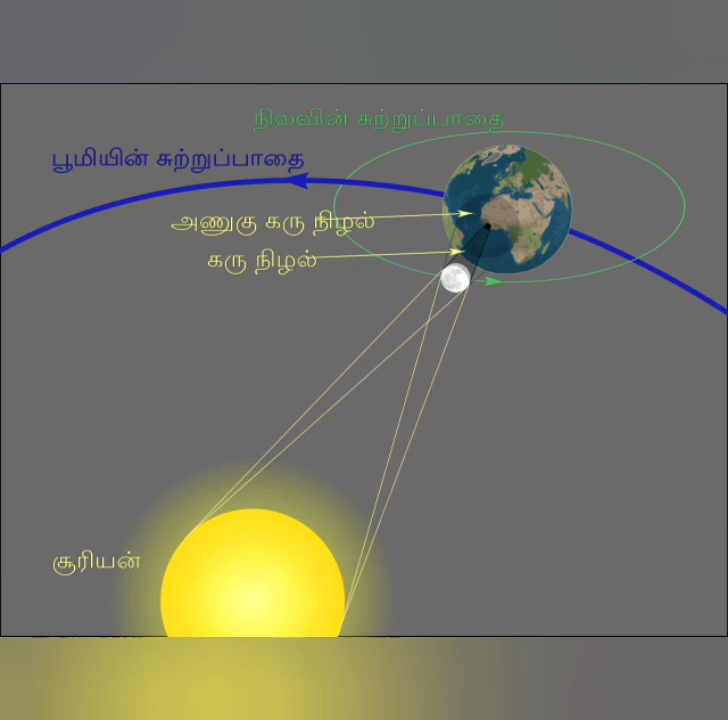 நிலவின் சுற்றுப்பாதை
பூமியின் சுற்றுப்பாதை
அணுகு கரு நிழல்
கரு நிழல்
சூரியன்